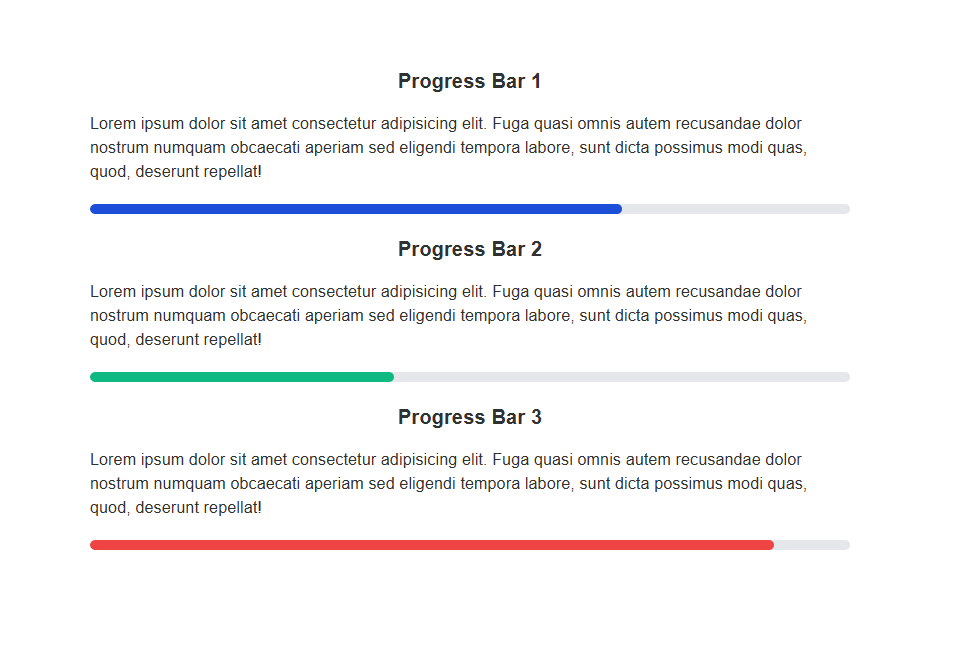 Progress Bar 1
Lorem ipsum dolor sit amet consectetur adipisicing elit. Fuga quasi omnis autem recusandae dolor
nostrum numquam obcaecati aperiam sed eligendi tempora labore, sunt dicta possimus modi quas,
quod, deserunt repellat!
Progress Bar 2
Lorem ipsum dolor sit amet consectetur adipisicing elit. Fuga quasi omnis autem recusandae dolor
nostrum numquam obcaecati aperiam sed eligendi tempora labore, sunt dicta possimus modi quas,
quod, deserunt repellat!
Progress Bar 3
Lorem ipsum dolor sit amet consectetur adipisicing elit. Fuga quasi omnis autem recusandae dolor
nostrum numquam obcaecati aperiam sed eligendi tempora labore, sunt dicta possimus modi quas,
quod, deserunt repellat!